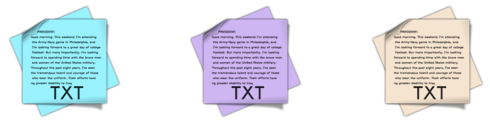 PRESIDENT:
Good morning. This weekend I'm attending
the Army-Navy game in Philadelphia, and
I'm looking forward to a great day of college
football. But more importantly, I'm looking
forward to spending time with the brave men
and women of the United States military.
Throughout the past eight years, I've seen
the tremendous talent and courage of those
who wear the uniform. Their efforts have
TXT
PRESIDENT:
Good morning. This weekend I'm attending
the Army-Navy game in Philadelphia, and
I'm looking forward to a great day of college
football. But more importantly, I'm looking
forward to spending time with the brave men
and women of the United States military.
Throughout the past eight years, I've seen
the tremendous talent and courage of those
who wear the uniform. Their efforts have
TXT
PRESIDENT:
Good morning. This weekend I'm attending
the Army-Navy game in Philadelphia, and
I'm looking forward to a great day of college
football. But more importantly, I'm looking
forward to spending time with the brave men
and women of the United States military.
Throughout the past eight years, I've seen
the tremendous talent and courage of those
who wear the uniform. Their efforts have
TXT